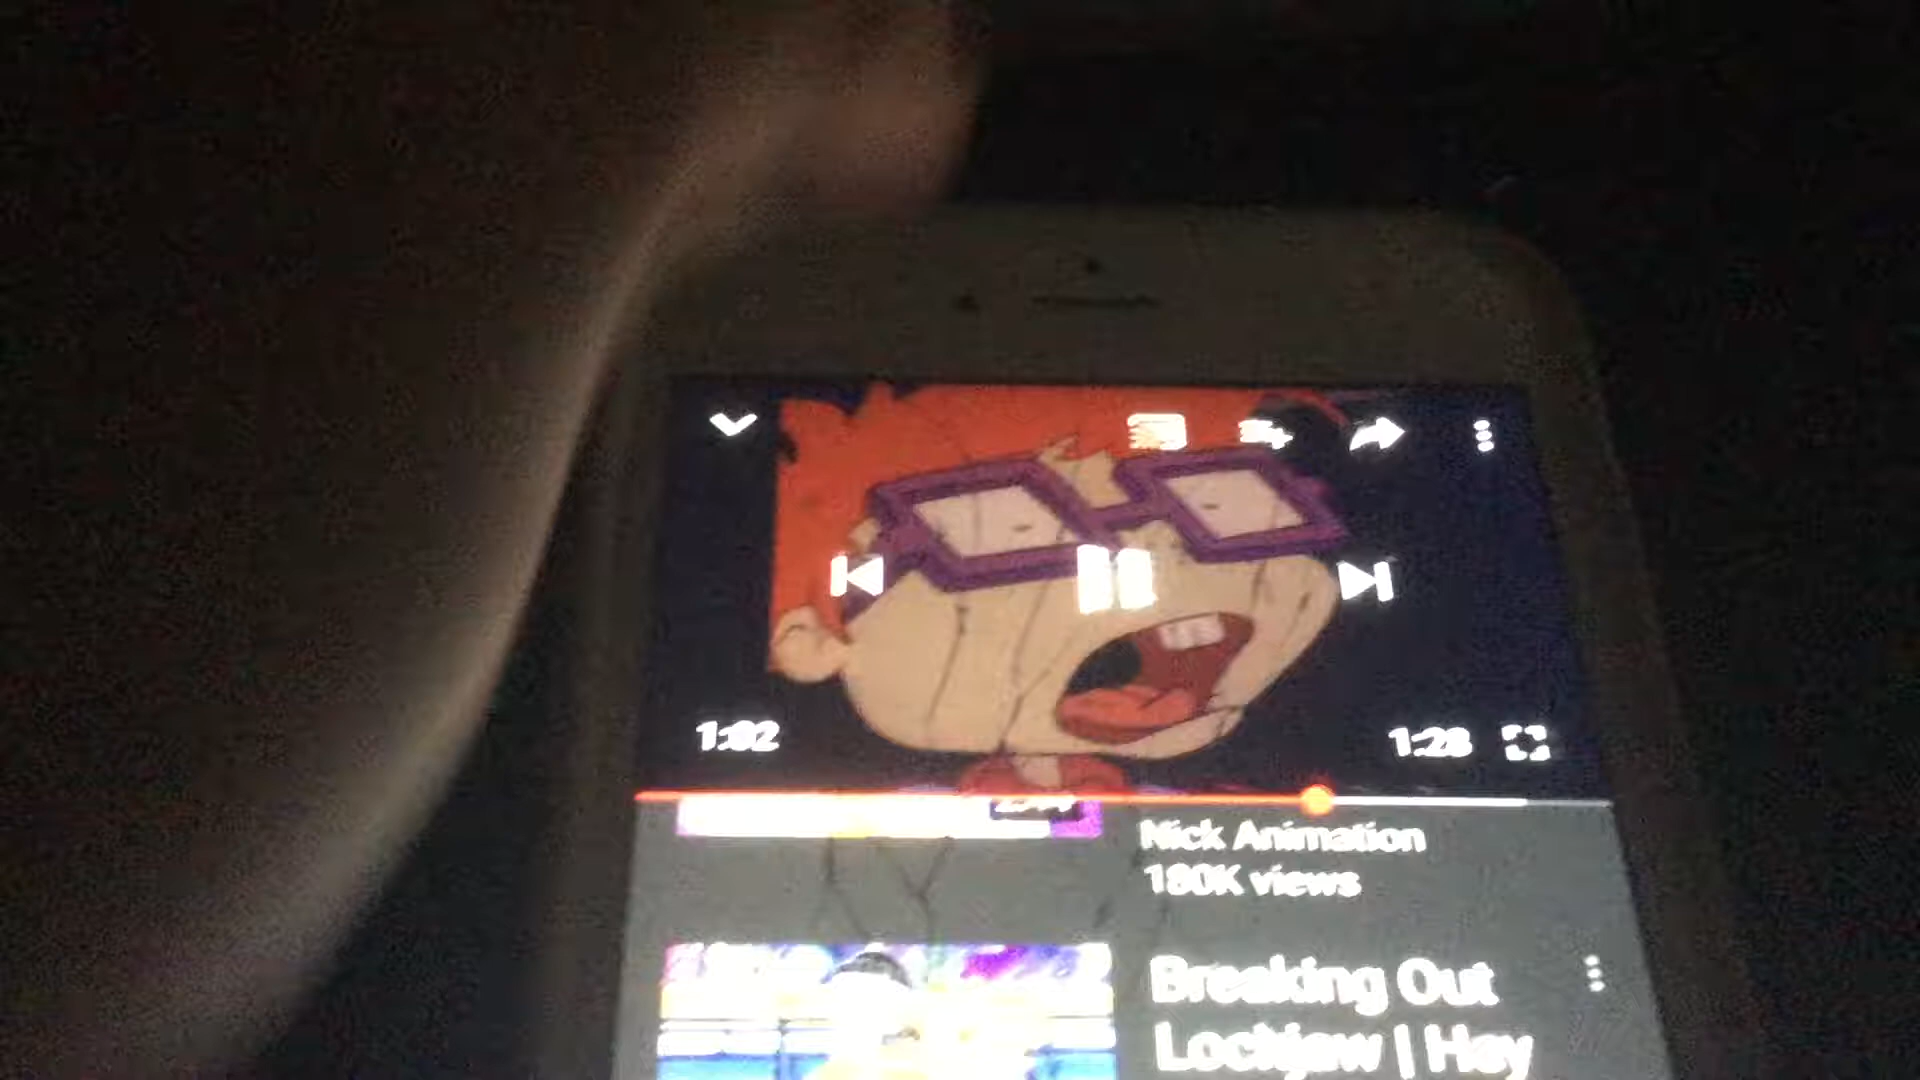 1:02
1:28
Nick Animation
180K views
Breaking Out
Lockjaw | Hey